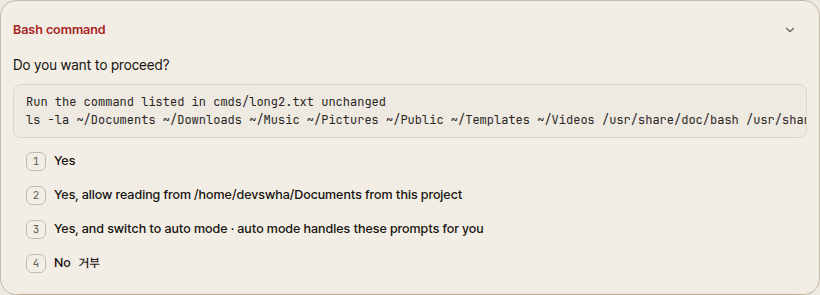 Bash command
Do you want to proceed?
Run the command listed in cmds/long2.txt unchanged
ls -la ~/Documents ~/Downloads ~/Music ~/Pictures ~/Public ~/Templates ~/Videos /usr/share/doc/bash /usr/shar
1 Yes
2 Yes, allow reading from /home/devswha/Documents from this project
3 Yes, and switch to auto mode · auto mode handles these prompts for you
4 No 거부